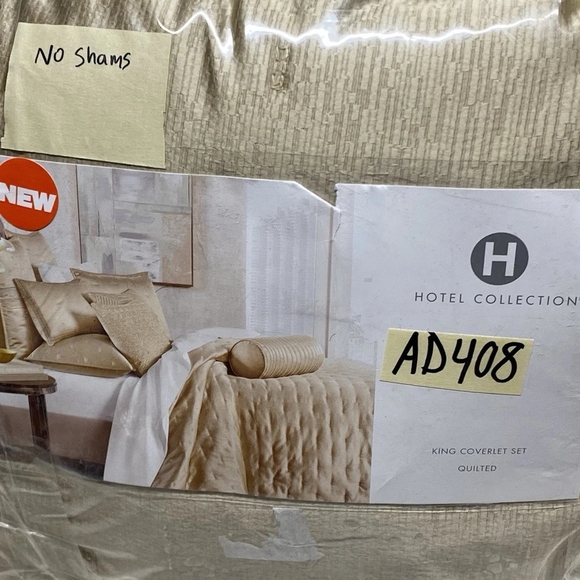 No Shams
NEW
H
HOTEL COLLECTION
AD408
KING COVERLET SET
QUILTED